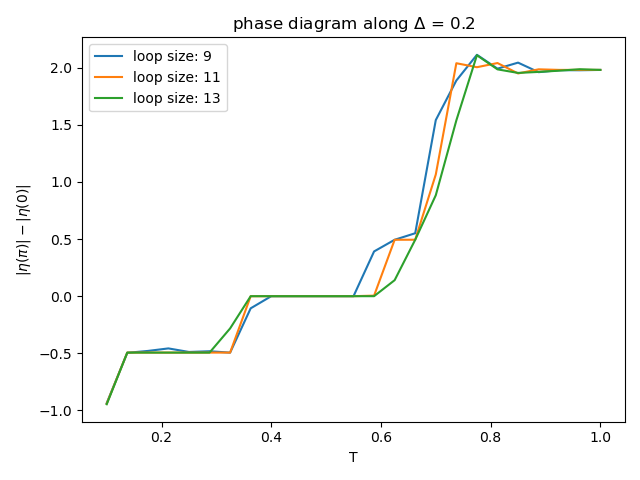 phase diagram along Δ = 0.2
loop size: 9
loop size: 11
loop size: 13
|η(π)| − |η(0)|
2.0
1.5
1.0
0.5
0.0
−0.5
−1.0
0.2 0.4 0.6 0.8 1.0
T